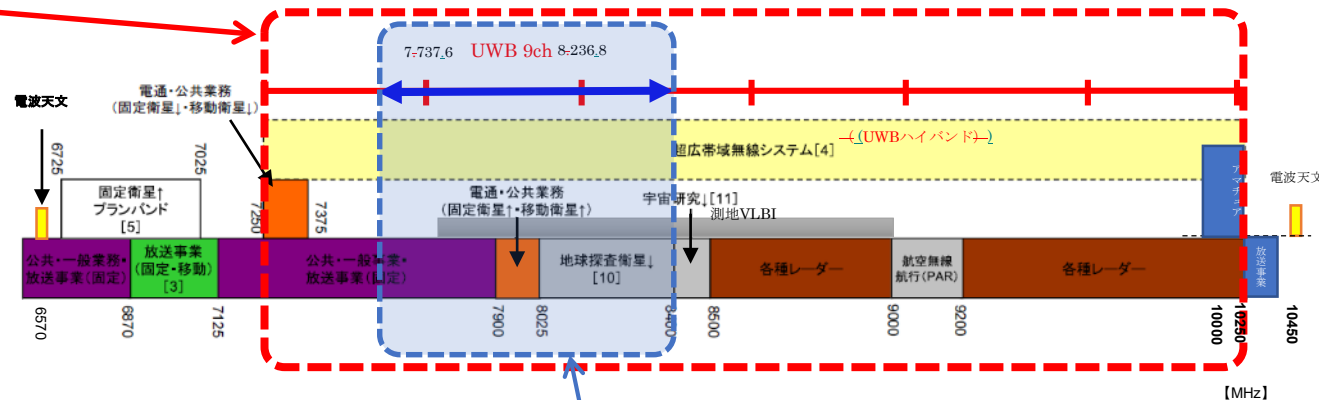 7.737.6 UWB 9ch 8.236.8
電通・公共業務
(固定衛星↓・移動衛星↓)
電波天文
(UWBハイバンド)
超広帯域無線システム[4]
6725
7025
固定衛星↑
プランバンド
[5]
7250
7375
電通・公共業務
(固定衛星↑・移動衛星↑)
宇宙研究↓[11]
測地VLBI
アマチュア
電波天文
公共・一般業務・
放送事業(固定)
放送事業
(固定・移動)
[3]
公共・一般事業・
放送事業(固定)
地球探査衛星↓
[10]
各種レーダー
航空無線
航行(PAR)
各種レーダー
放送事業
6570
6870
7125
7900
8025
8400
8500
9000
9200
10000
10250
10450
【MHz】